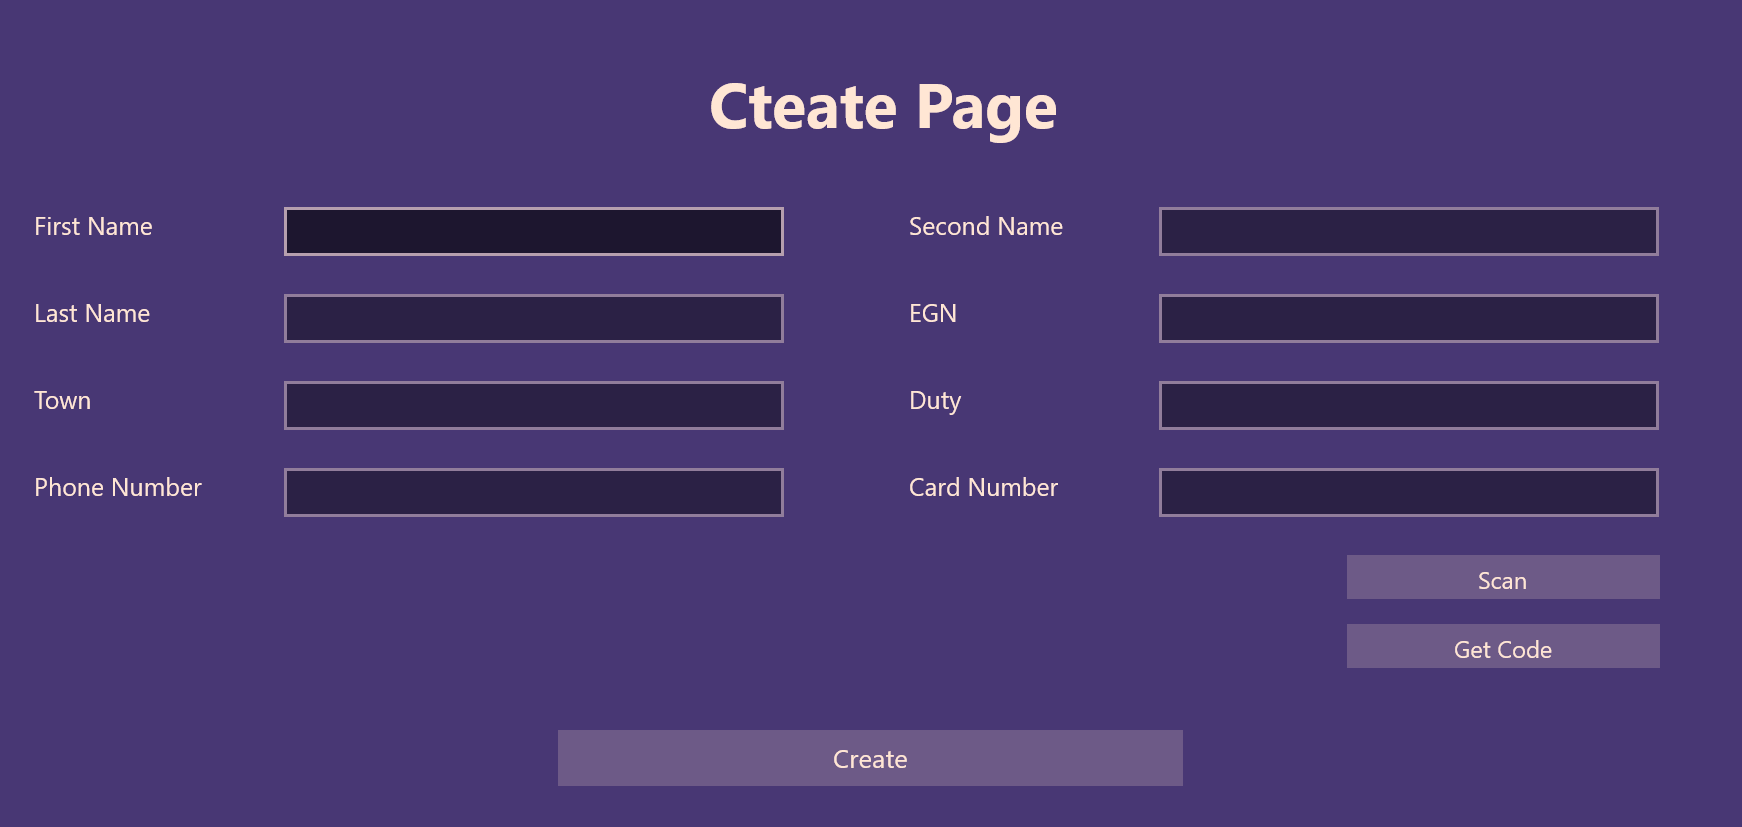 Cteate Page
First Name
Second Name
Last Name
EGN
Town
Duty
Phone Number
Card Number
Scan
Get Code
Create